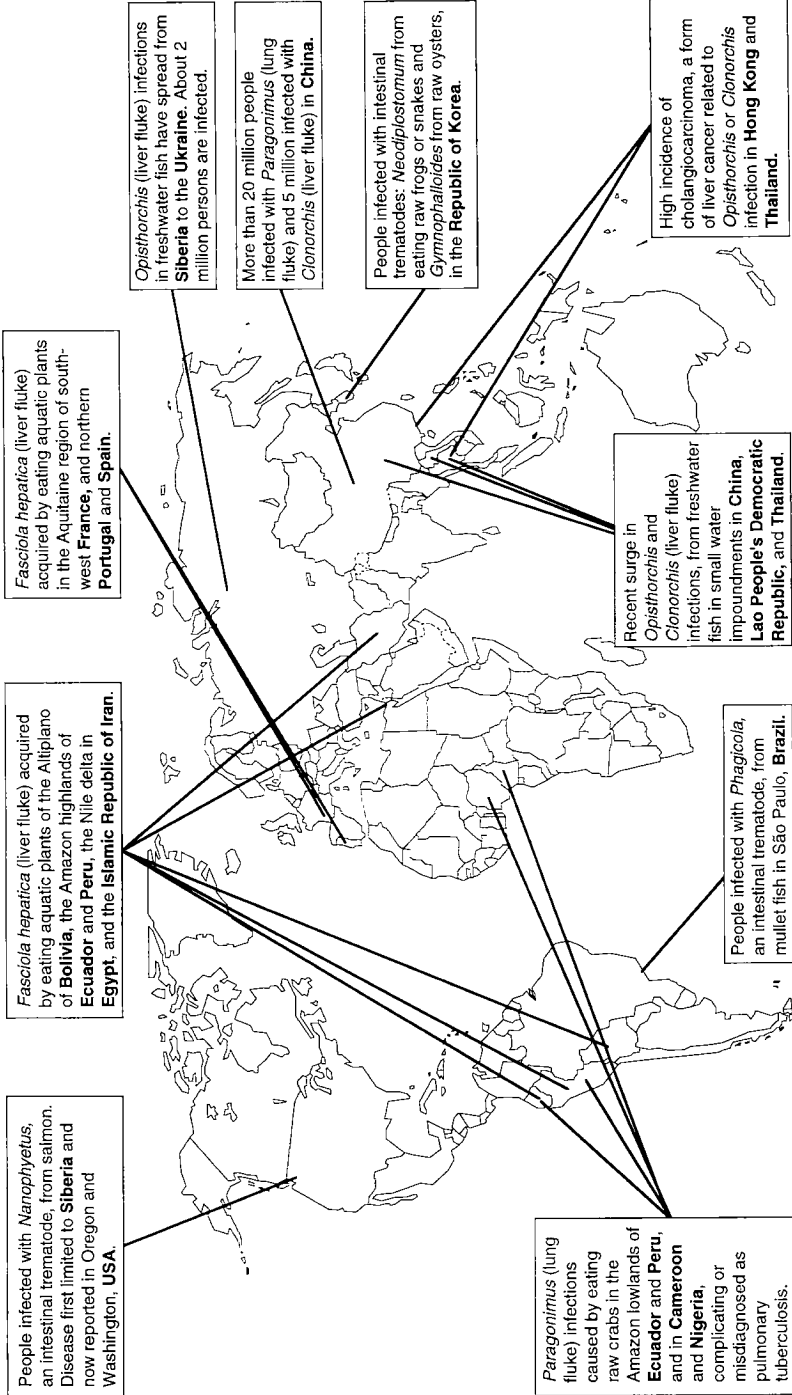 People infected with Nanophyetus,
an intestinal trematode, from salmon.
Disease first limited to Siberia and
now reported in Oregon and
Washington, USA.
Fasciola hepatica (liver fluke) acquired
by eating aquatic plants of the Altiplano
of Bolivia, the Amazon highlands of
Ecuador and Peru, the Nile delta in
Egypt, and the Islamic Republic of Iran.
Fasciola hepatica (liver fluke)
acquired by eating aquatic plants
in the Aquitaine region of south-
west France, and northern
Portugal and Spain.
Opisthorchis (liver fluke) infections
in freshwater fish have spread from
Siberia to the Ukraine. About 2
million persons are infected.
More than 20 million people
infected with Paragonimus (lung
fluke) and 5 million infected with
Clonorchis (liver fluke) in China.
People infected with intestinal
trematodes: Neodiplostomum from
eating raw frogs or snakes and
Gymnophalloides from raw oysters,
in the Republic of Korea.
High incidence of
cholangiocarcinoma, a form
of liver cancer related to
Opisthorchis or Clonorchis
infection in Hong Kong and
Thailand.
Recent surge in
Opisthorchis and
Clonorchis (liver fluke)
infections, from freshwater
fish in small water
impoundments in China,
Lao People's Democratic
Republic, and Thailand.
People infected with Phagicola,
an intestinal trematode, from
mullet fish in São Paulo, Brazil.
Paragonimus (lung
fluke) infections
caused by eating
raw crabs in the
Amazon lowlands of
Ecuador and Peru,
and in Cameroon
and Nigeria,
complicating or
misdiagnosed as
pulmonary
tuberculosis.